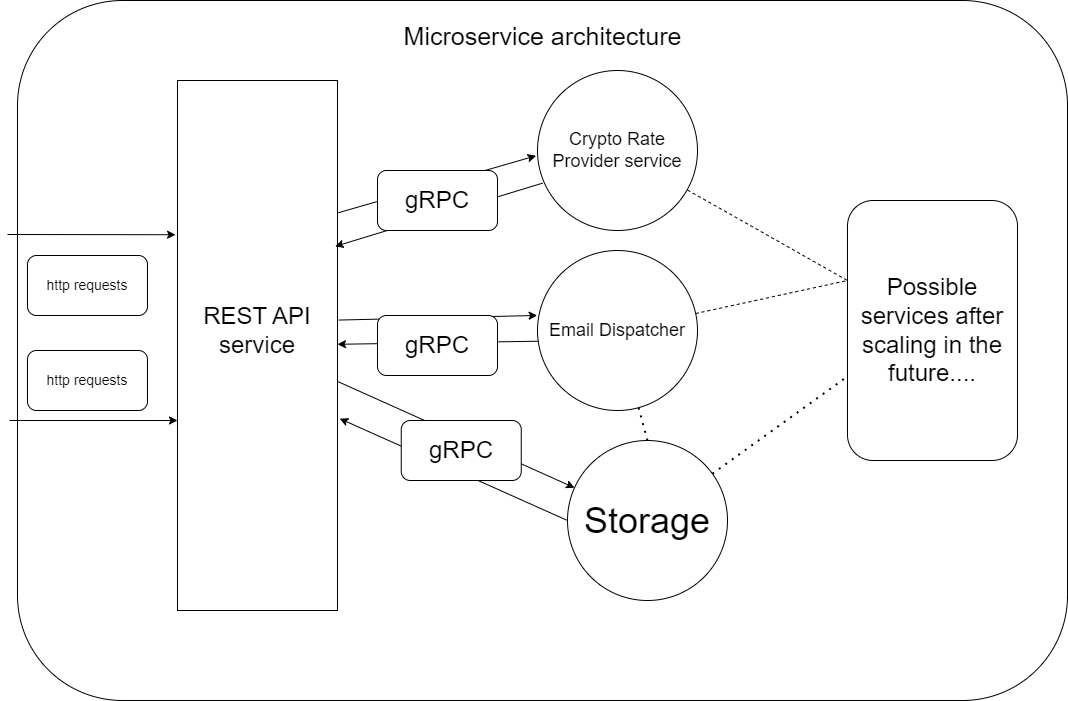 Microservice architecture
Crypto Rate
Provider service
gRPC
http requests
REST API
service
Email Dispatcher
gRPC
Possible
services after
scaling in the
future....
http requests
gRPC
Storage